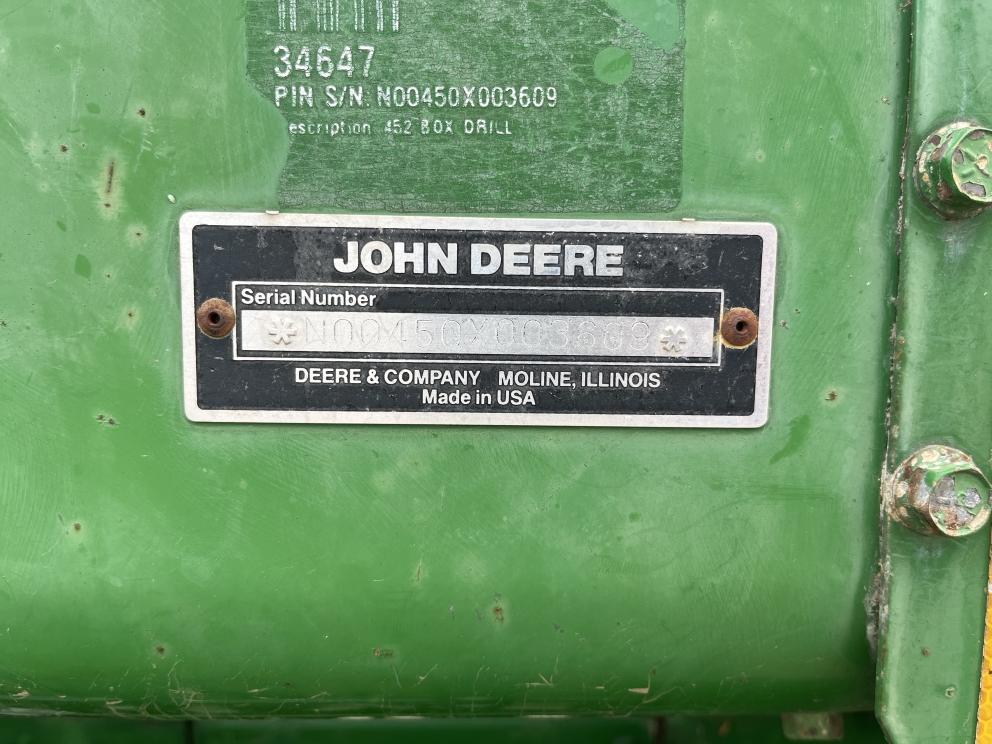 34647
PIN S/N: N00450X003609
escription: 452 BOX DRILL
JOHN DEERE
Serial Number
*N00450X003609*
DEERE & COMPANY MOLINE, ILLINOIS
Made in USA